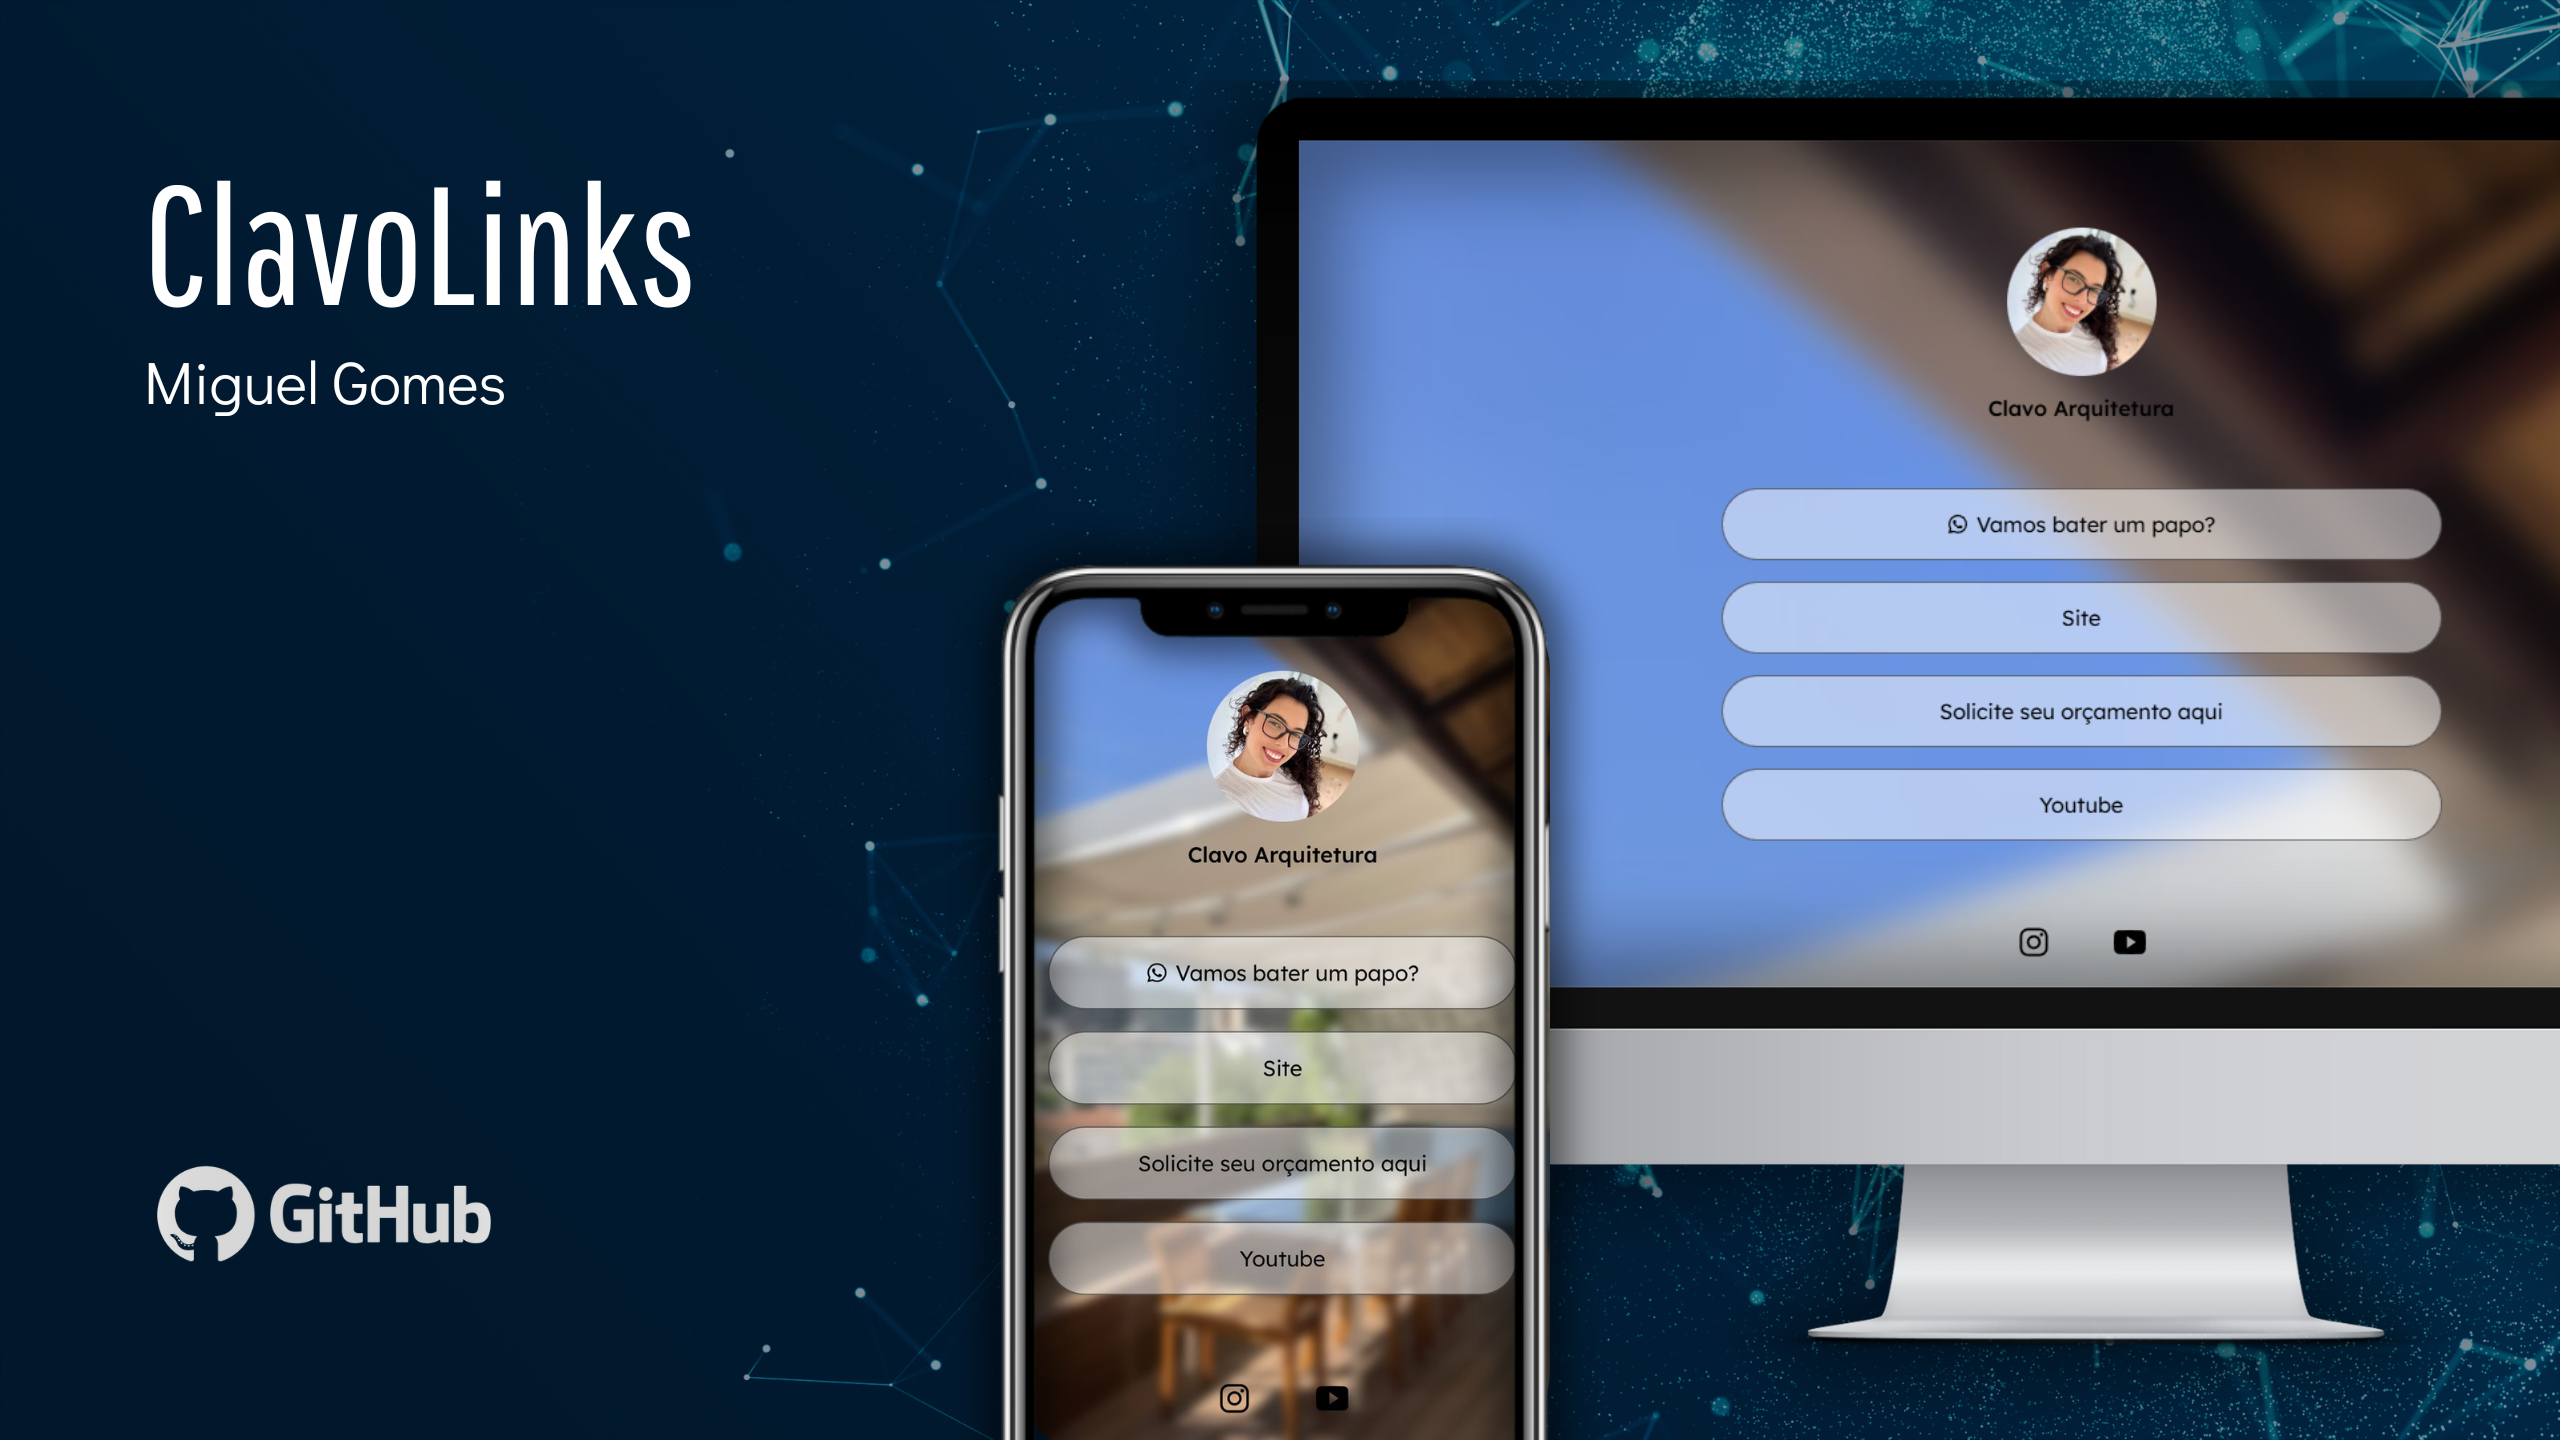 ClavoLinks
Miguel Gomes
GitHub
Clavo Arquitetura
Vamos bater um papo?
Site
Solicite seu orçamento aqui
Youtube
Clavo Arquitetura
Vamos bater um papo?
Site
Solicite seu orçamento aqui
Youtube